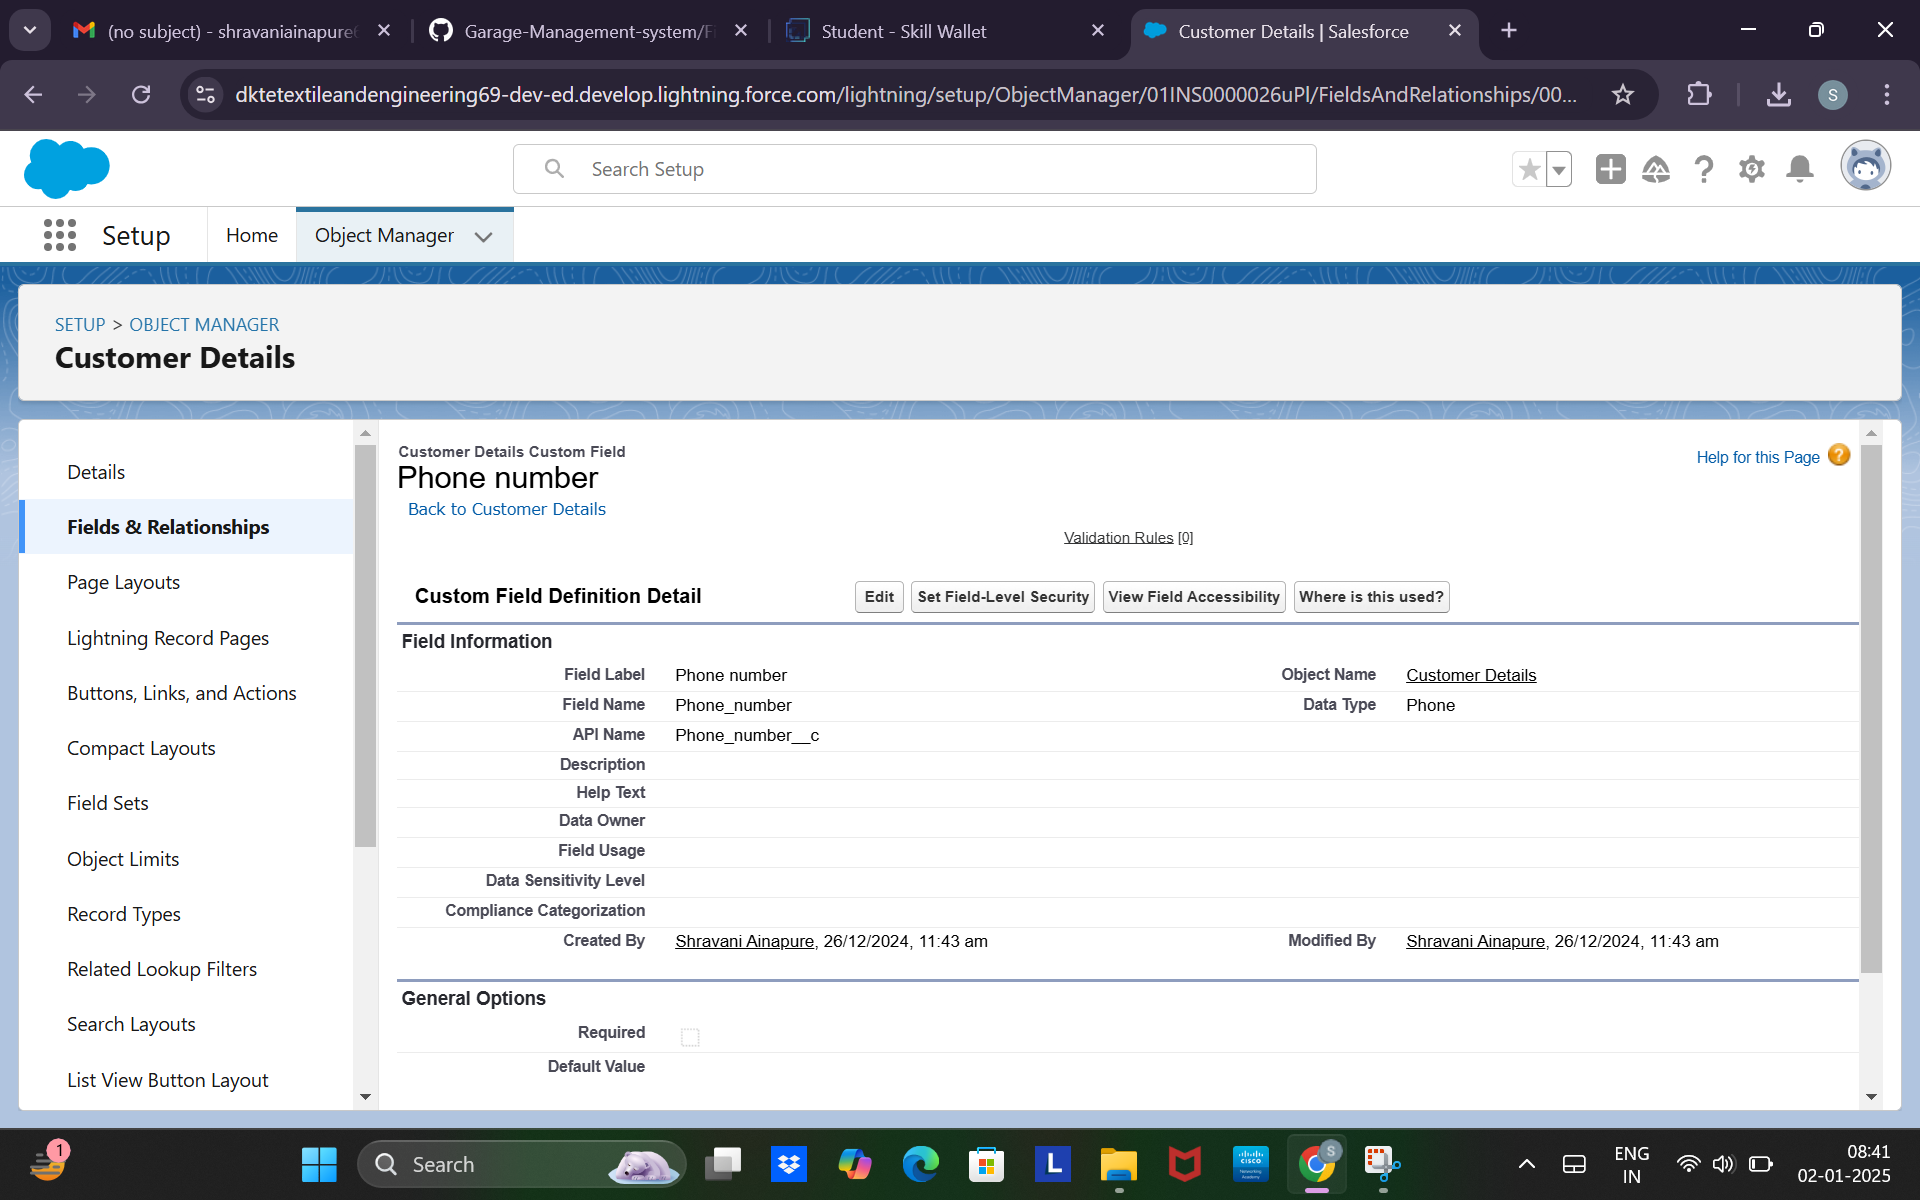 (no subject) - shravaniainapure6
Garage-Management-system/Fi
Student - Skill Wallet
Customer Details | Salesforce
dktetextileandengineering69-dev-ed.develop.lightning.force.com/lightning/setup/ObjectManager/01INS0000026uPl/FieldsAndRelationships/00...
S
Search Setup
Setup
Home
Object Manager
SETUP > OBJECT MANAGER
Customer Details
Details
Fields & Relationships
Page Layouts
Lightning Record Pages
Buttons, Links, and Actions
Compact Layouts
Field Sets
Object Limits
Record Types
Related Lookup Filters
Search Layouts
List View Button Layout
Customer Details Custom Field
Phone number
Back to Customer Details
Help for this Page
Validation Rules [0]
Custom Field Definition Detail
Edit
Set Field-Level Security
View Field Accessibility
Where is this used?
Field Information
Field Label Phone number Object Name Customer Details
Field Name Phone_number Data Type Phone
API Name Phone_number__c
Description
Help Text
Data Owner
Field Usage
Data Sensitivity Level
Compliance Categorization
Created By Shravani Ainapure, 26/12/2024, 11:43 am Modified By Shravani Ainapure, 26/12/2024, 11:43 am
General Options
Required
Default Value
1
Search
L
CISCO
S
ENG
IN
08:41
02-01-2025